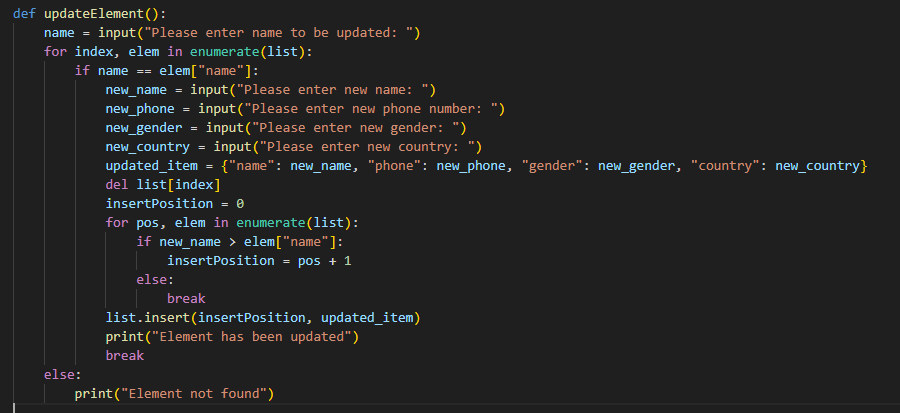 def updateElement():
    name = input("Please enter name to be updated: ")
    for index, elem in enumerate(list):
        if name == elem["name"]:
            new_name = input("Please enter new name: ")
            new_phone = input("Please enter new phone number: ")
            new_gender = input("Please enter new gender: ")
            new_country = input("Please enter new country: ")
            updated_item = {"name": new_name, "phone": new_phone, "gender": new_gender, "country": new_country}
            del list[index]
            insertPosition = 0
            for pos, elem in enumerate(list):
                if new_name > elem["name"]:
                    insertPosition = pos + 1
                else:
                    break
            list.insert(insertPosition, updated_item)
            print("Element has been updated")
            break
    else:
        print("Element not found")